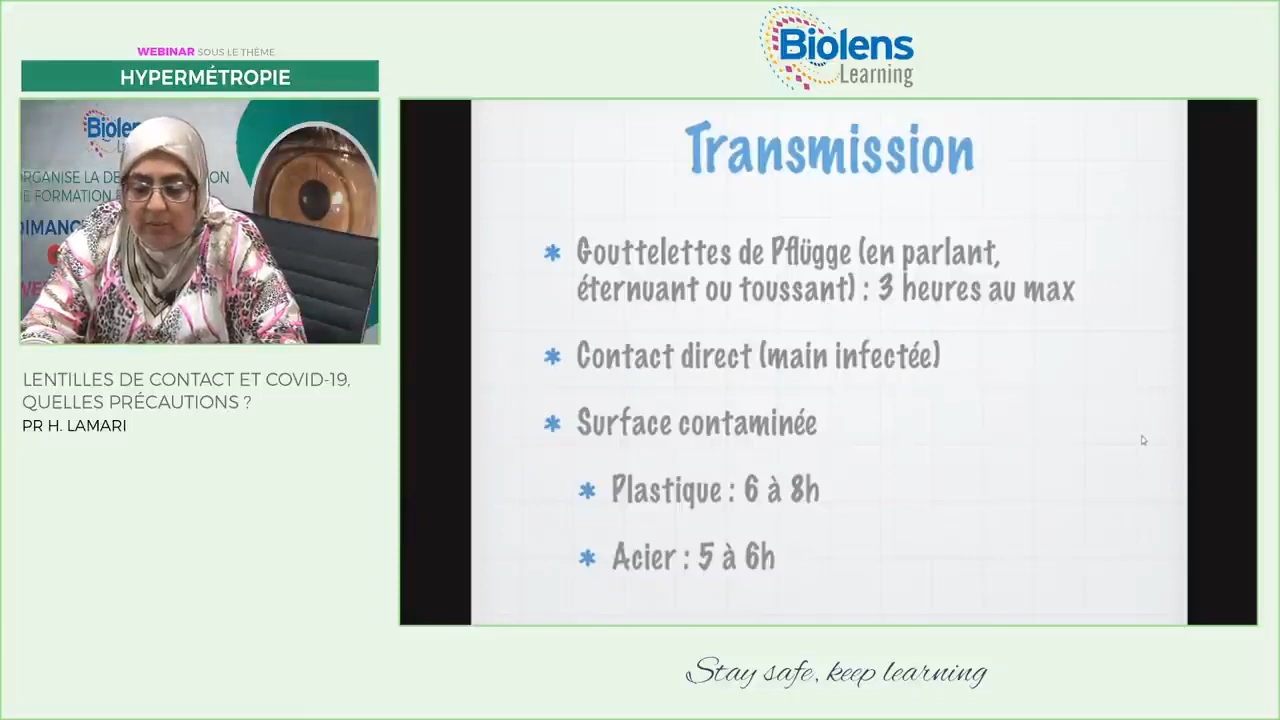 WEBINAR SOUS LE THÈME
HYPERMÉTROPIE
Biolens
Learning
Biolens
DIMANC
LENTILLES DE CONTACT ET COVID-19,
QUELLES PRÉCAUTIONS ?
PR H. LAMARI
Transmission
* Gouttelettes de Pflügge (en parlant,
éternuant ou toussant) : 3 heures au max
* Contact direct (main infectée)
* Surface contaminée
* Plastique : 6 à 8h
* Acier : 5 à 6h
Stay safe, keep learning